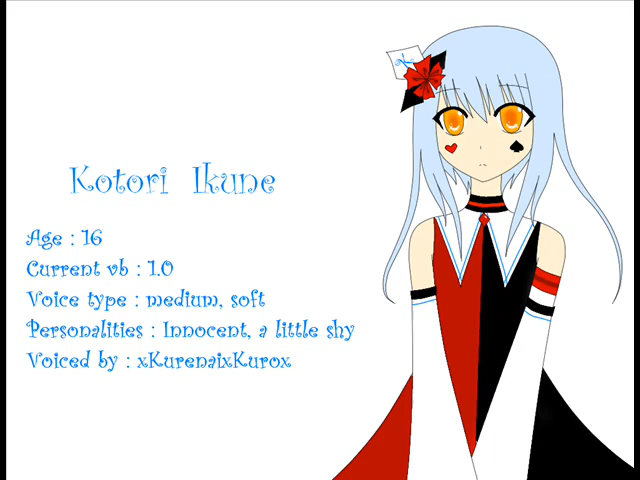 Kotori Ikune
Age : 16
Current vb : 1.0
Voice type : medium, soft
Personalities : Innocent, a little shy
Voiced by : xKurenaixKurox